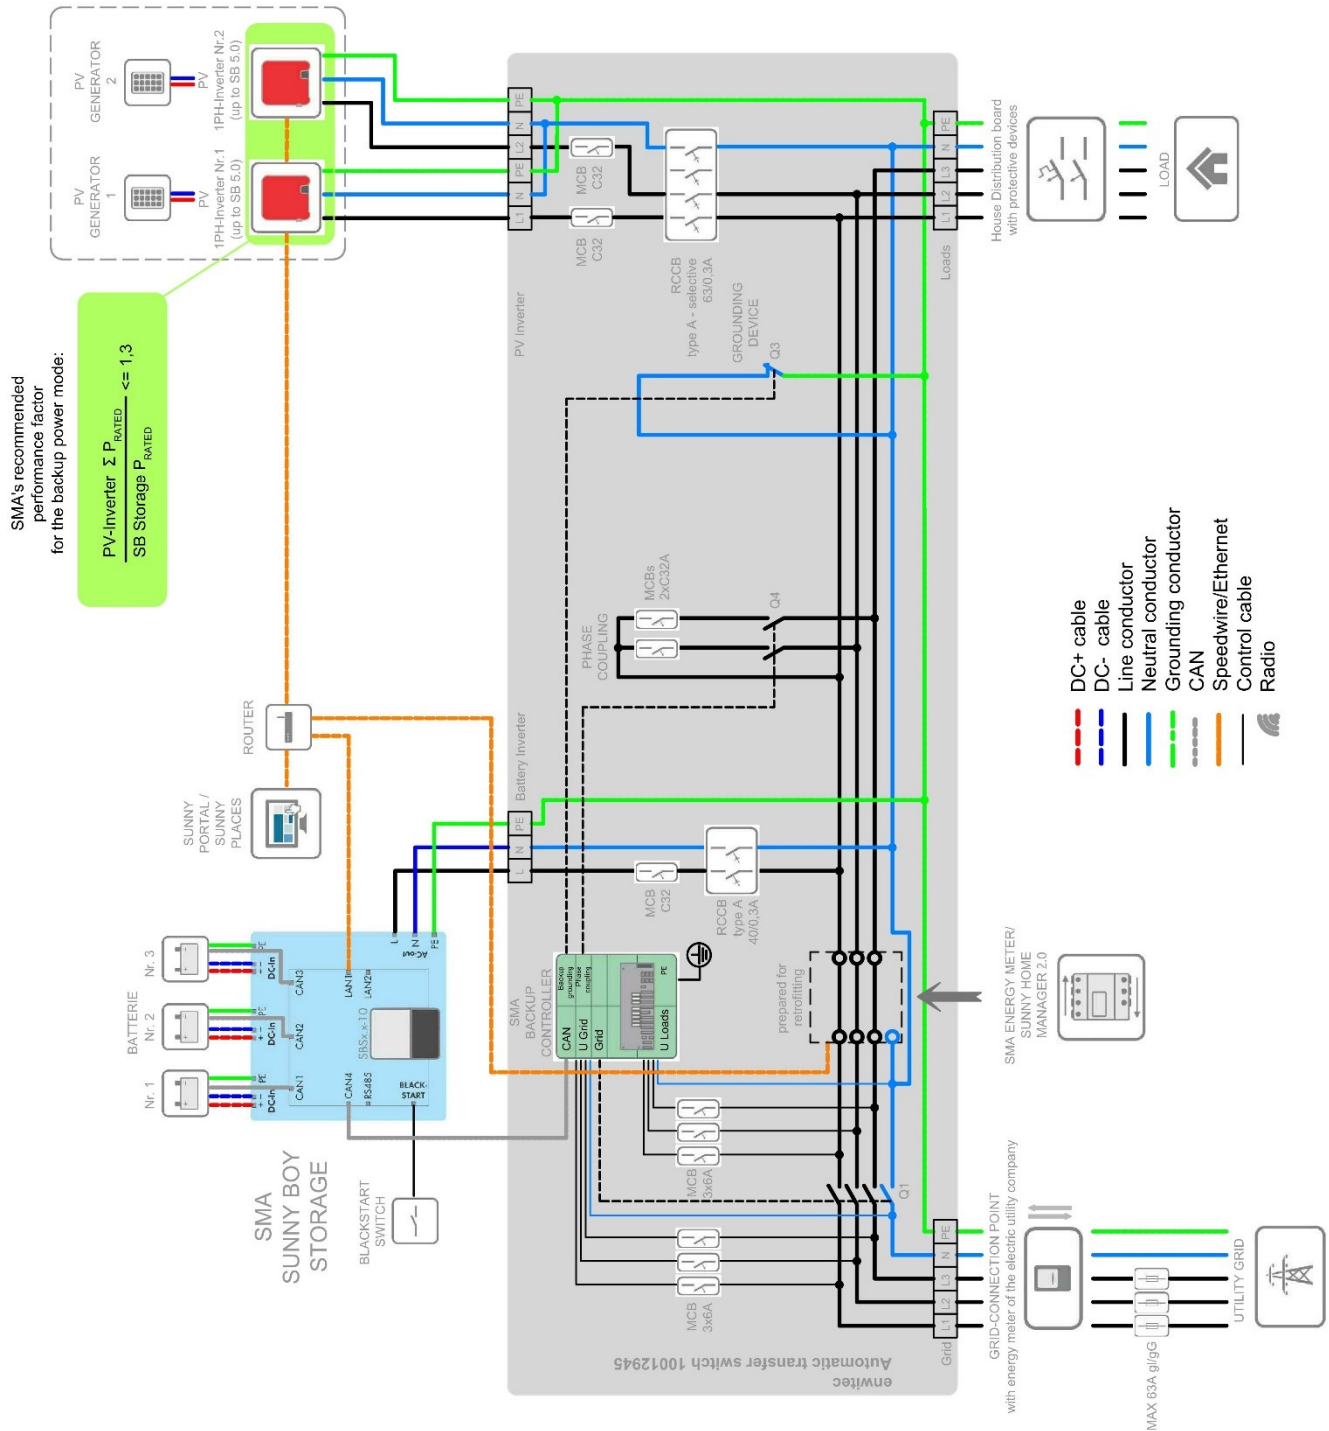 SMA's recommended
performance factor
for the backup power mode:
PV-Inverter Σ P RATED
SB Storage P RATED
<= 1,3
PV
GENERATOR
2
PV
1PH-Inverter Nr.2
(up to SB 5.0)
PV
GENERATOR
1
PV
1PH-Inverter Nr.1
(up to SB 5.0)
ROUTER
SUNNY
PORTAL /
SUNNY
PLACES
BATTERIE
Nr. 3
Nr. 2
Nr. 1
PE
- +
DC-In
PE
- +
DC-In
PE
- +
DC-In
CAN3
CAN2
CAN1
LAN1
LAN2
CAN4
RS485
SBSx.x-10
BLACK-
START
AC-out
L
N
PE
SMA
SUNNY BOY
STORAGE
BLACKSTART
SWITCH
PV Inverter
PE
N
L2
PE
N
L1
MCB
C32
MCB
C32
RCCB
type A - selective
63/0,3A
GROUNDING
DEVICE
Q3
PHASE
COUPLING
MCBs
2xC32A
Q4
Battery Inverter
PE
N
L
MCB
C32
RCCB
type A
40/0,3A
SMA
BACKUP
CONTROLLER
CAN
Backup
grounding
Phase
coupling
U Grid
Grid
U Loads
PE
prepared for
retrofitting
MCB
3x6A
MCB
3x6A
Q1
enwitec
Automatic transfer switch 10012945
Loads
PE
N
L3
L2
L1
House Distribution board
with protective devices
LOAD
Grid
PE
N
L3
L2
L1
GRID-CONNECTION POINT
with energy meter of the electric utility company
MAX 63A gl/gG
UTILITY GRID
SMA ENERGY METER/
SUNNY HOME
MANAGER 2.0
DC+ cable
DC- cable
Line conductor
Neutral conductor
Grounding conductor
CAN
Speedwire/Ethernet
Control cable
Radio